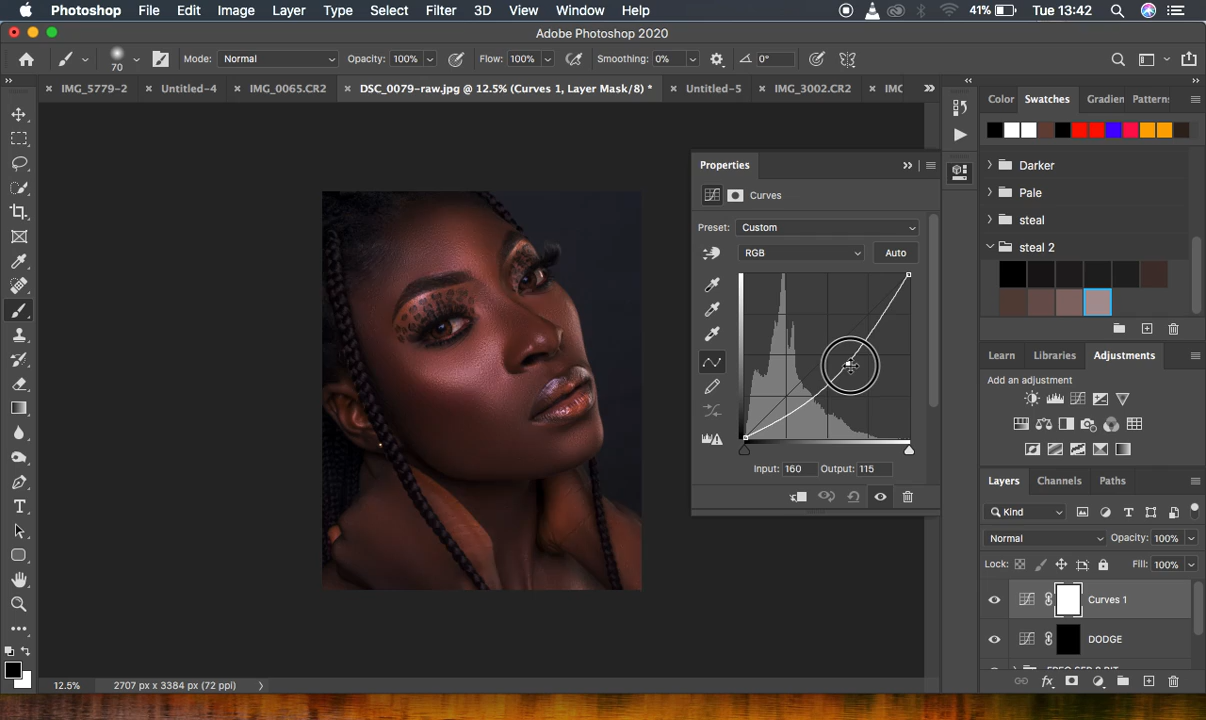 Photoshop File Edit Image Layer Type Select Filter 3D View Window Help 41% Tue 13:42
Adobe Photoshop 2020
70 Mode: Normal Opacity: 100% Flow: 100% Smoothing: 0% 0°
IMG_5779-2 Untitled-4 IMG_0065.CR2 DSC_0079-raw.jpg @ 12.5% (Curves 1, Layer Mask/8) * Untitled-5 IMG_3002.CR2 IMC
Color Swatches Gradien Patterns
Properties
Darker
Curves
Pale
Preset: Custom
steal
RGB Auto
steal 2
Learn Libraries Adjustments
Add an adjustment
Input: 160 Output: 115
Layers Channels Paths
Kind
Normal Opacity: 100%
Lock: Fill: 100%
Curves 1
DODGE
12.5% 2707 px x 3384 px (72 ppi)